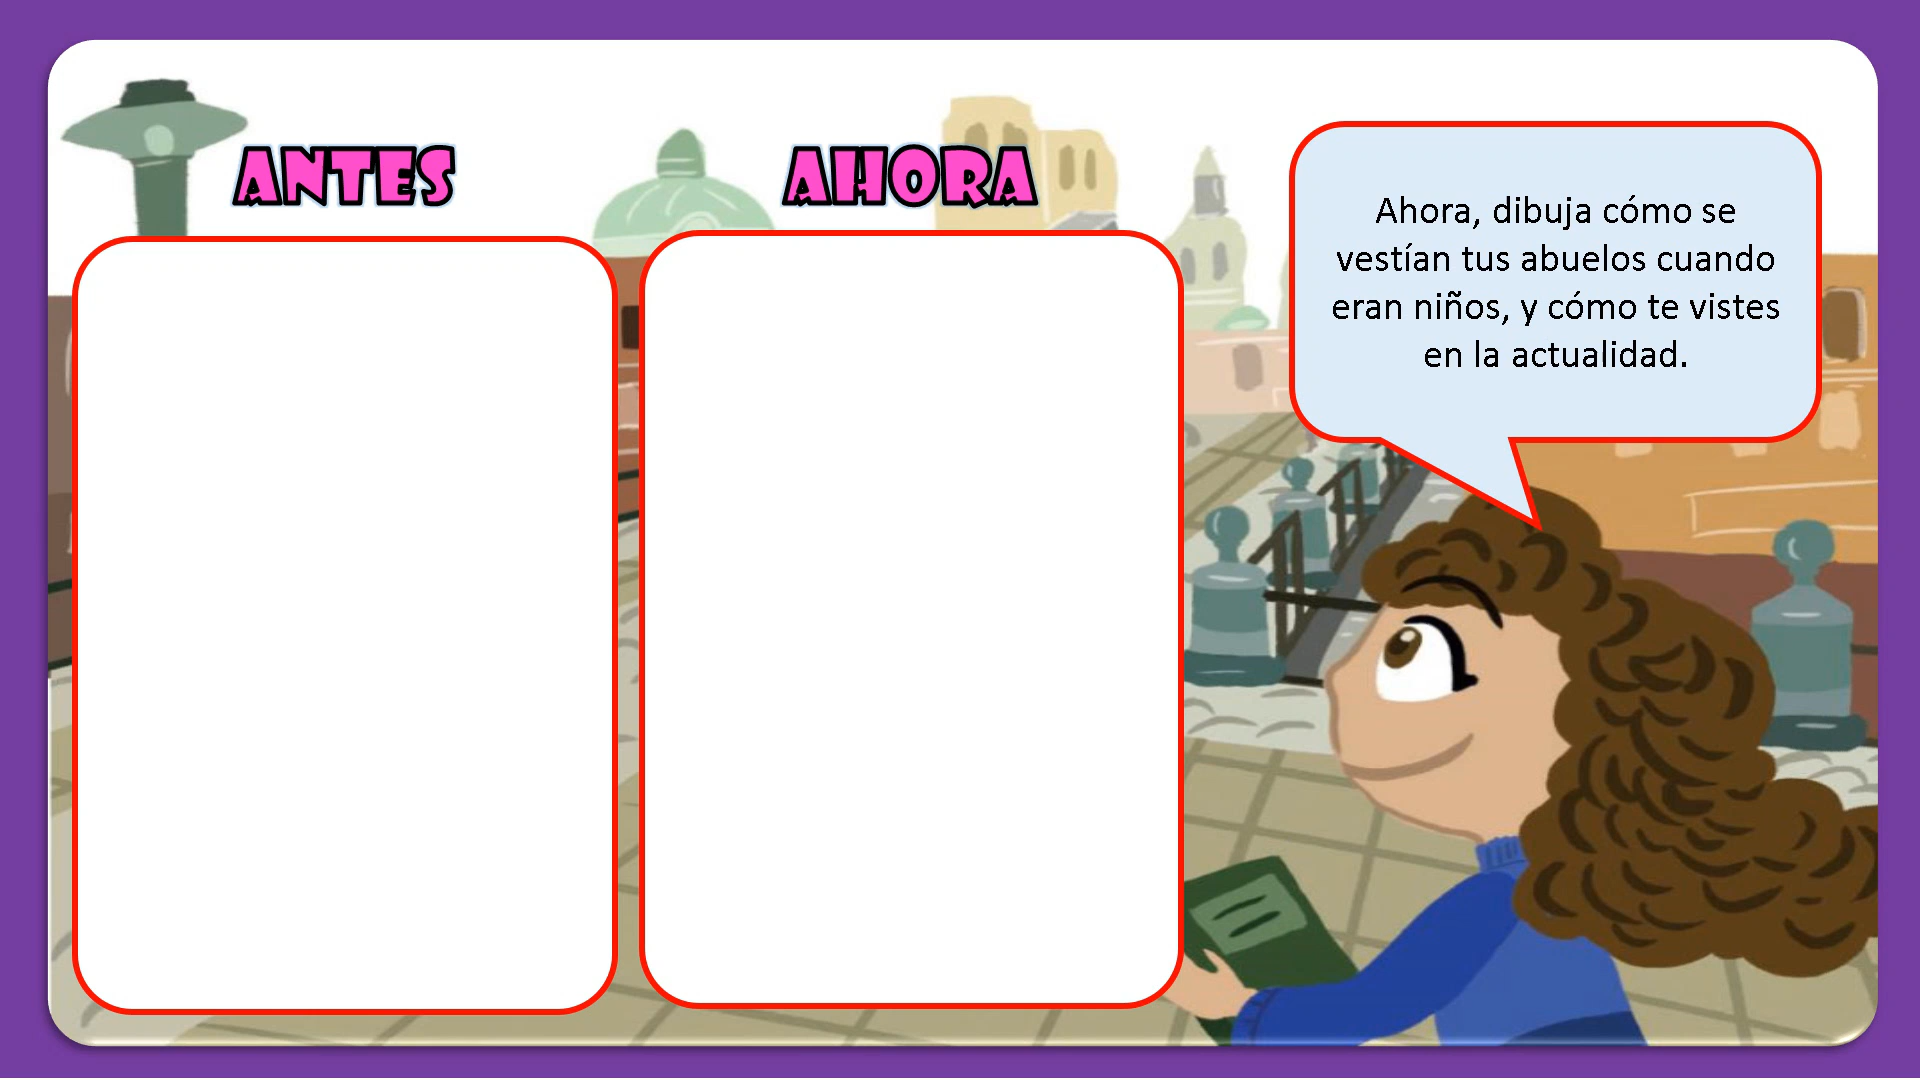 ANTES
AHORA
Ahora, dibuja cómo se
vestían tus abuelos cuando
eran niños, y cómo te vistes
en la actualidad.